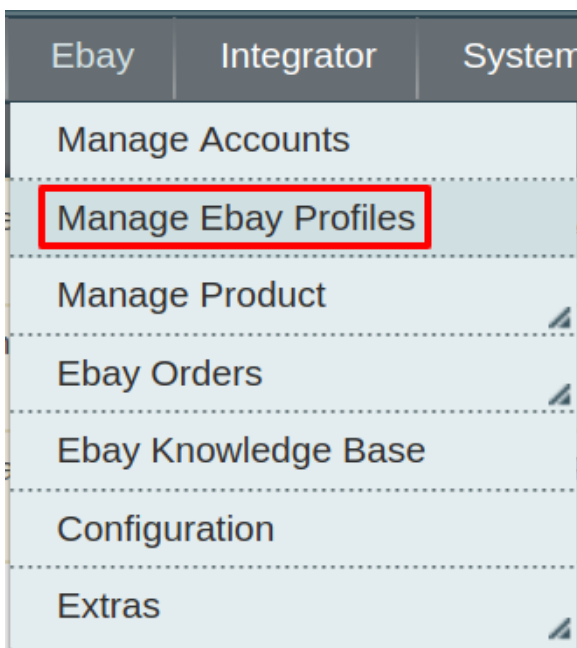 Ebay Integrator System
Manage Accounts
Manage Ebay Profiles
Manage Product
Ebay Orders
Ebay Knowledge Base
Configuration
Extras